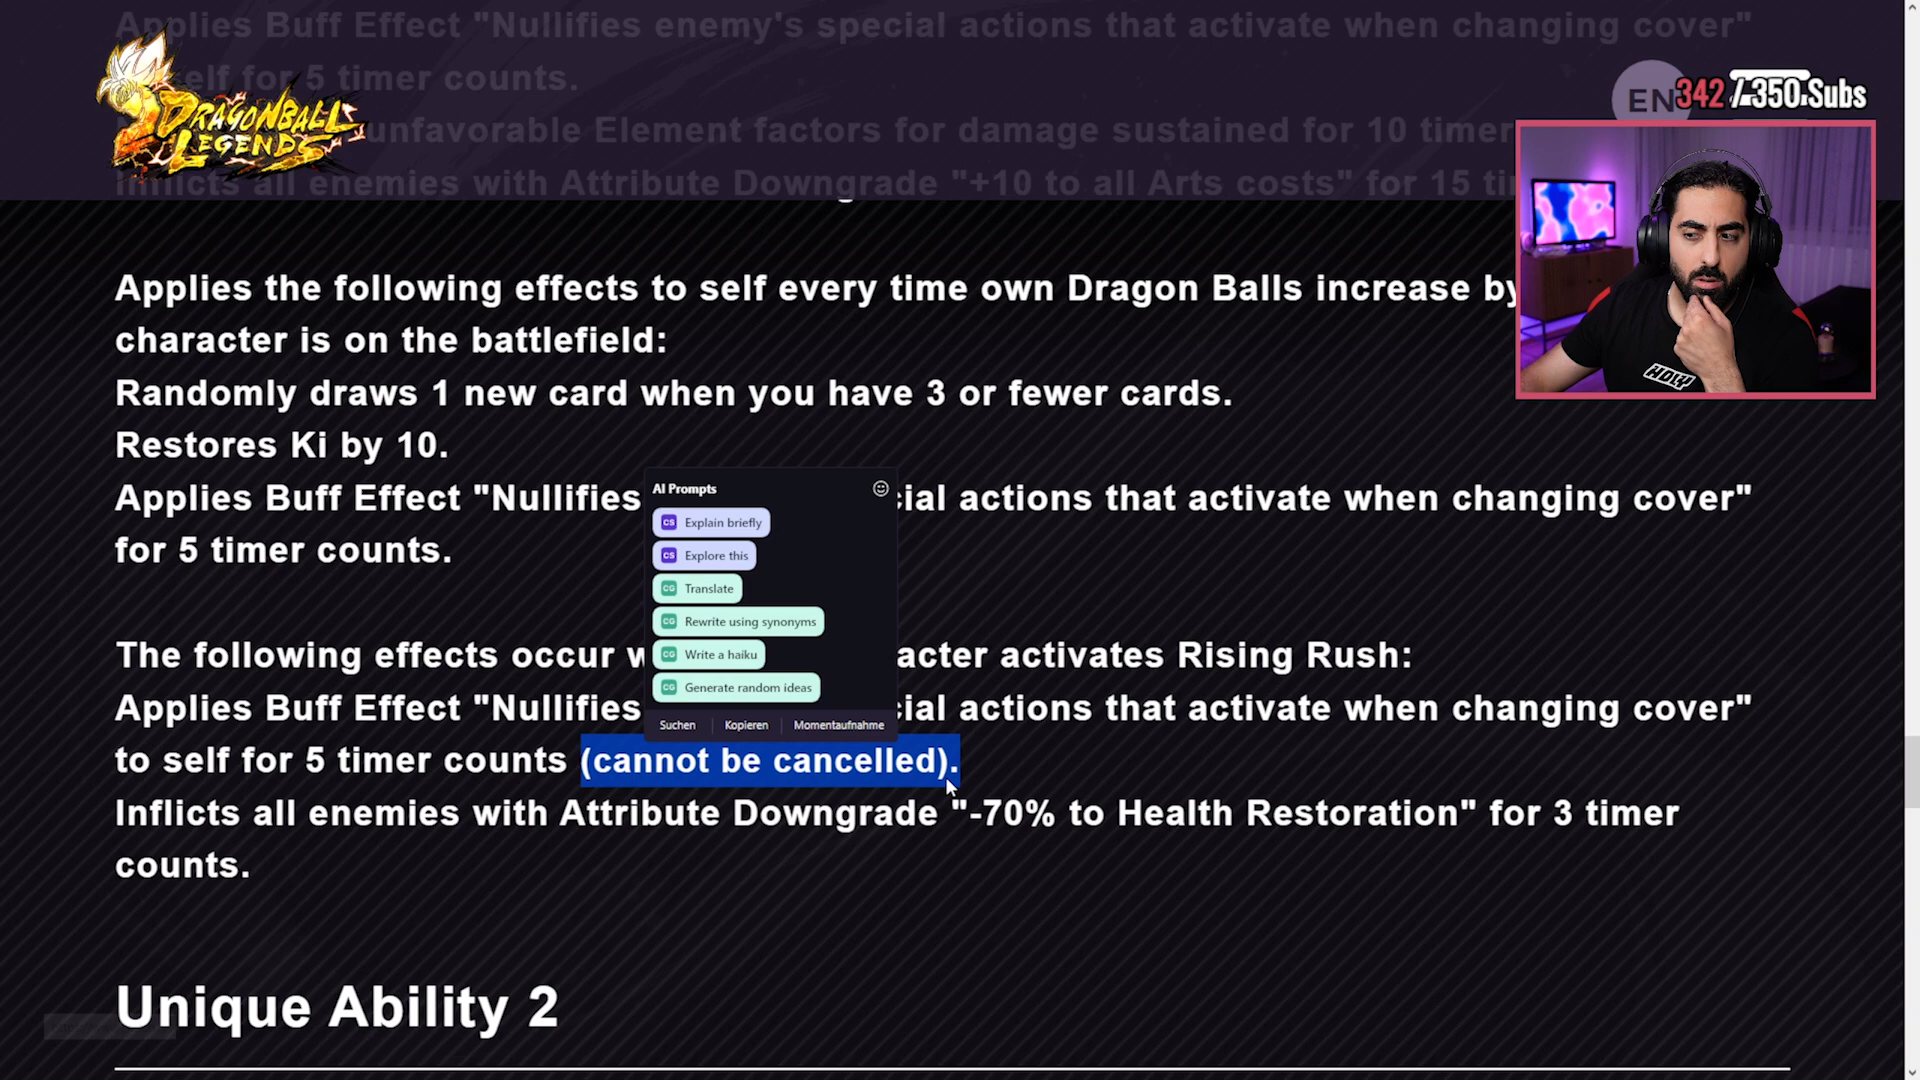 Applies Buff Effect "Nullifies enemy's special actions that activate when changing cover"
self for 5 timer counts.
unfavorable Element factors for damage sustained for 10 timer
Inflicts all enemies with Attribute Downgrade "+10 to all Arts costs" for 15
DRAGONBALL
LEGENDS
EN
342 / 350 Subs
HOLY
Applies the following effects to self every time own Dragon Balls increase by
character is on the battlefield:
Randomly draws 1 new card when you have 3 or fewer cards.
Restores Ki by 10.
Applies Buff Effect "Nullifies cial actions that activate when changing cover"
for 5 timer counts.
AI Prompts
CS Explain briefly
CS Explore this
CG Translate
CG Rewrite using synonyms
CG Write a haiku
CG Generate random ideas
Suchen Kopieren Momentaufnahme
The following effects occur w acter activates Rising Rush:
Applies Buff Effect "Nullifies cial actions that activate when changing cover"
to self for 5 timer counts (cannot be cancelled).
Inflicts all enemies with Attribute Downgrade "-70% to Health Restoration" for 3 timer
counts.
Unique Ability 2